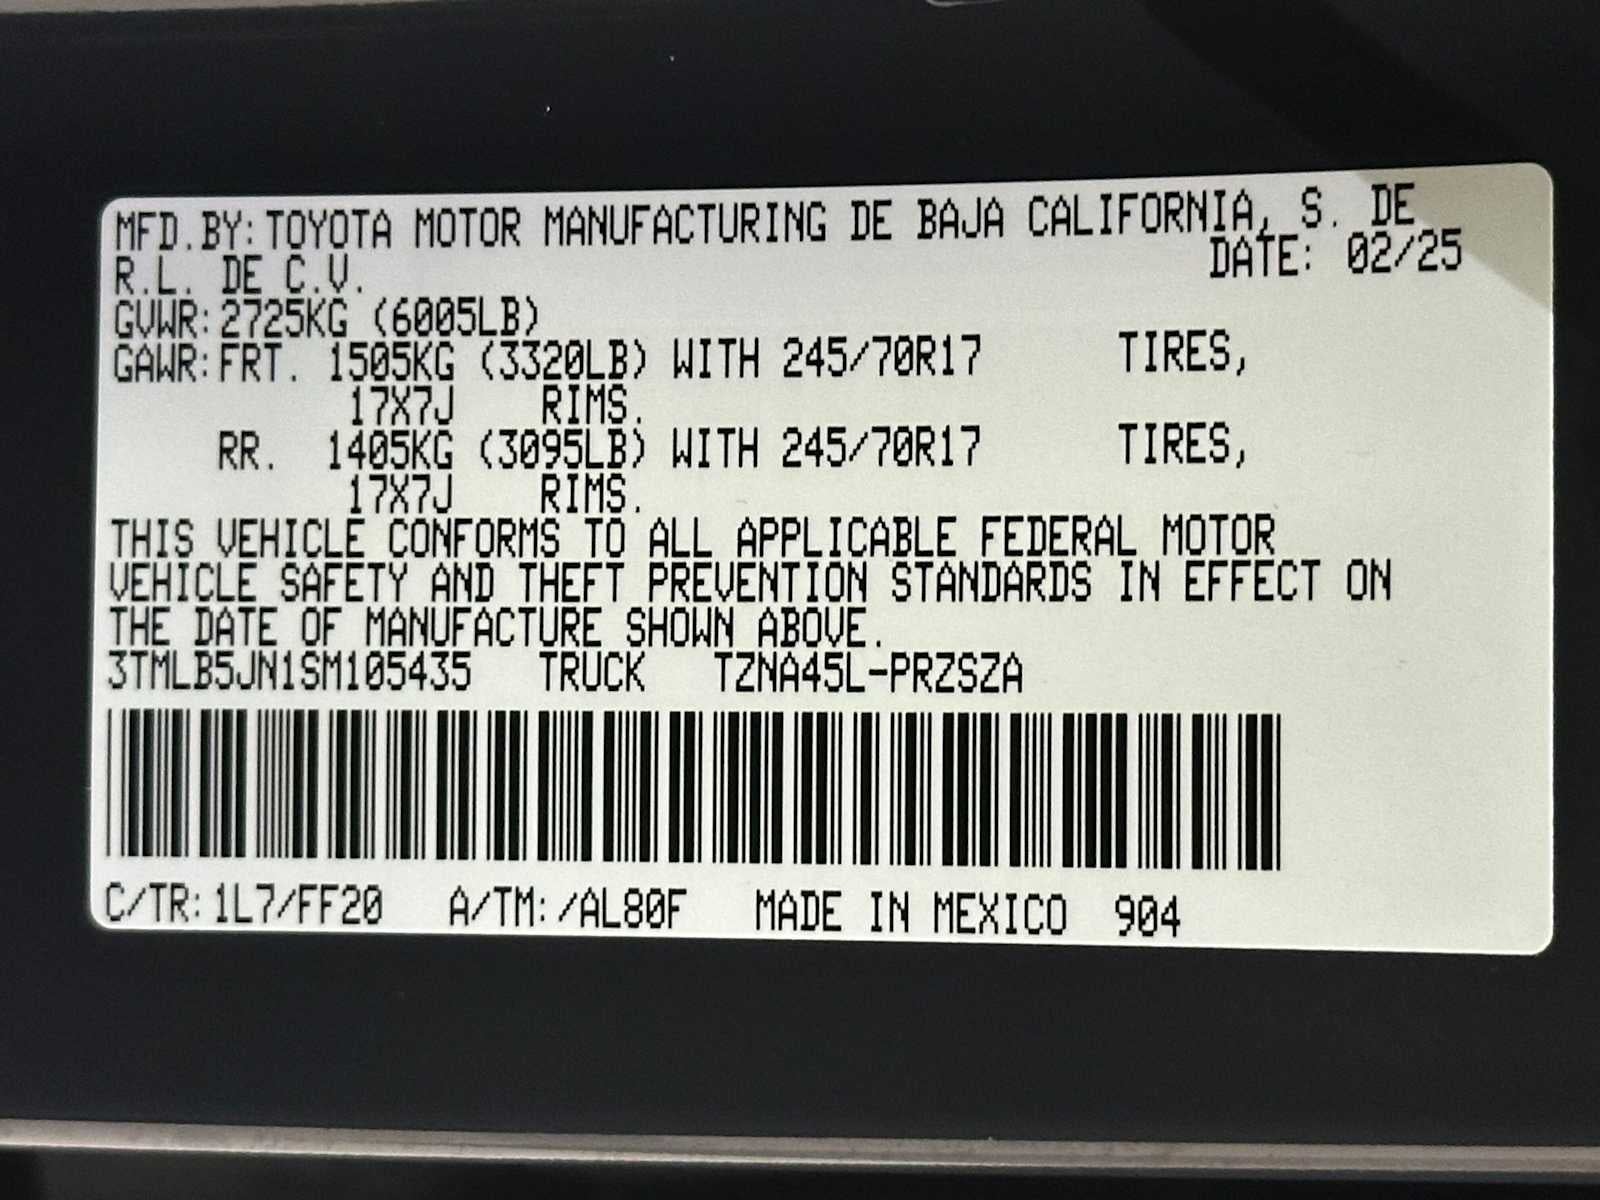 MFD.BY: TOYOTA MOTOR MANUFACTURING DE BAJA CALIFORNIA, S. DE
R.L. DE C.V. DATE: 02/25
GVWR: 2725KG (6005LB)
GAWR: FRT. 1505KG (3320LB) WITH 245/70R17 TIRES,
17X7J RIMS.
RR. 1405KG (3095LB) WITH 245/70R17 TIRES,
17X7J RIMS.
THIS VEHICLE CONFORMS TO ALL APPLICABLE FEDERAL MOTOR
VEHICLE SAFETY AND THEFT PREVENTION STANDARDS IN EFFECT ON
THE DATE OF MANUFACTURE SHOWN ABOVE.
3TMLB5JN1SM105435 TRUCK TZNA45L-PRZSZA
C/TR: 1L7/FF20 A/TM: /AL80F MADE IN MEXICO 904